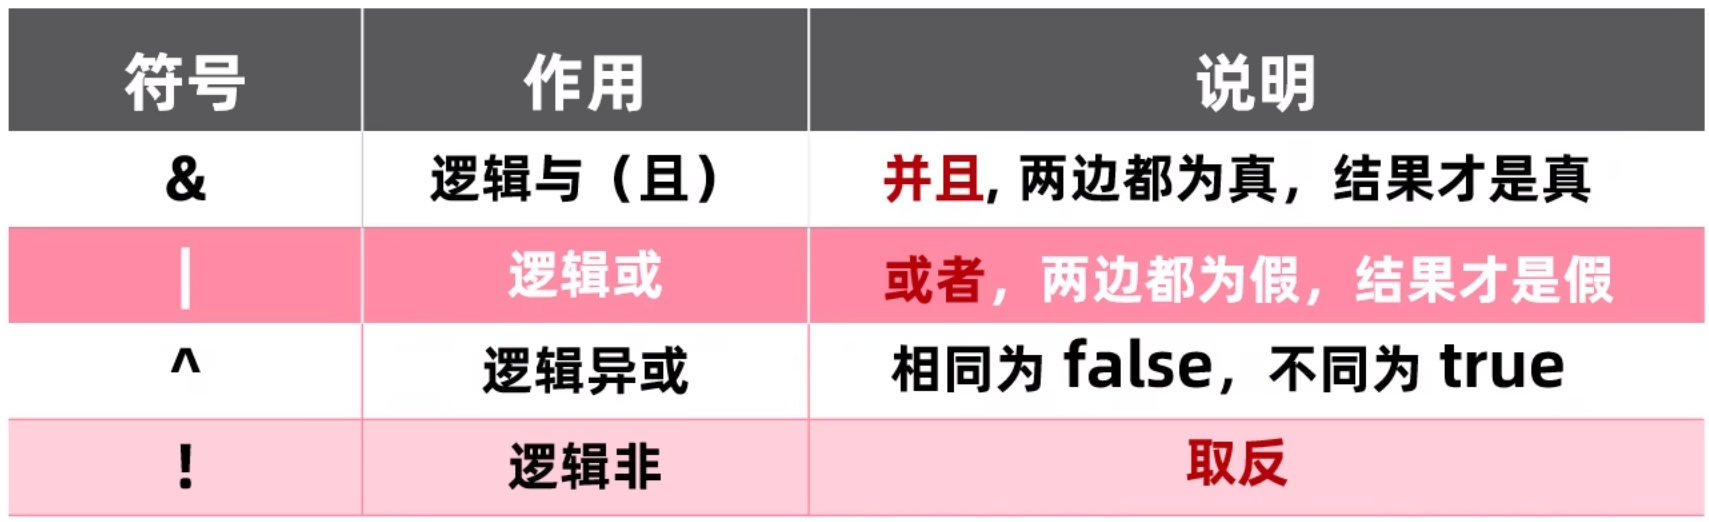 符号 作用 说明
& 逻辑与（且） 并且, 两边都为真，结果才是真
| 逻辑或 或者，两边都为假，结果才是假
^ 逻辑异或 相同为 false，不同为 true
! 逻辑非 取反